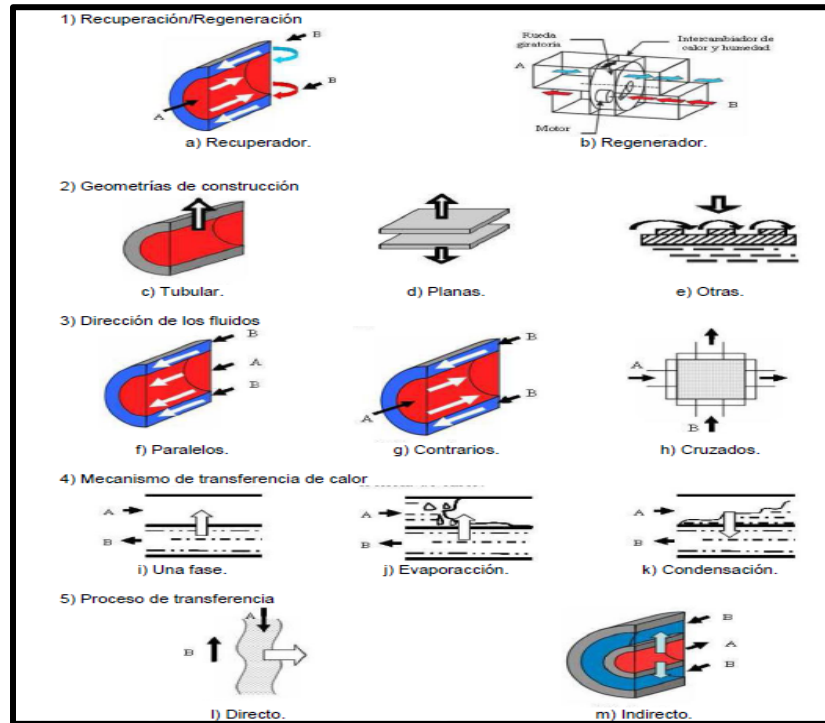 1) Recuperación/Regeneración
B
B
A
a) Recuperador.
Rueda
giratoria
Intercambiador de
calor y humedad
A
B
Motor
b) Regenerador.
2) Geometrías de construcción
c) Tubular.
d) Planas.
e) Otras.
3) Dirección de los fluidos
B
A
B
f) Paralelos.
B
B
A
g) Contrarios.
A
B
h) Cruzados.
4) Mecanismo de transferencia de calor
A
B
i) Una fase.
A
B
j) Evaporacción.
A
B
k) Condensación.
5) Proceso de transferencia
A
B
l) Directo.
B
A
B
m) Indirecto.